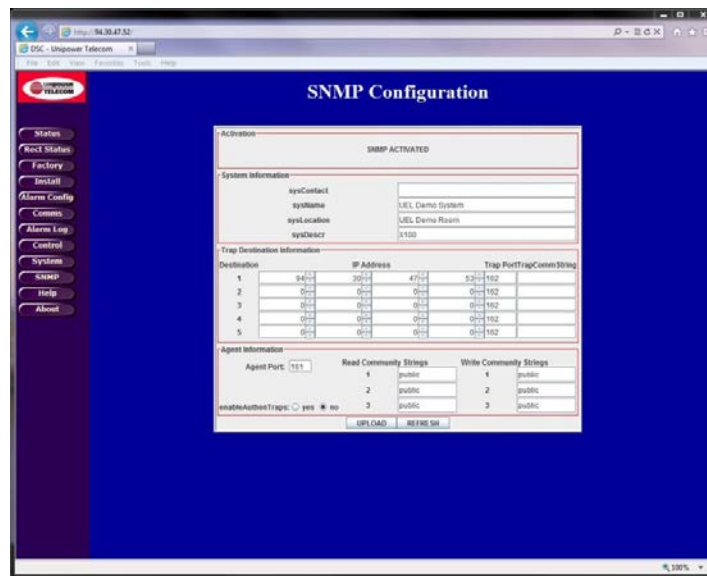 http://94.30.47.52/
DSC - Unipower Telecom
File Edit View Favorites Tools Help
UNIPOWER
TELECOM
SNMP Configuration
Status
Rect Status
Factory
Install
Alarm Config
Comms
Alarm Log
Control
System
SNMP
Help
About
Activation
SNMP ACTIVATED
System Information
sysContact
sysName UEL Demo System
sysLocation UEL Demo Room
sysDescr X100
Trap Destination Information
Destination IP Address Trap Port TrapComm String
1 94 30 47 53 162
2 0 0 0 0 162
3 0 0 0 0 162
4 0 0 0 0 162
5 0 0 0 0 162
Agent Information
Agent Port: 161
Read Community Strings Write Community Strings
1 public 1 public
2 public 2 public
enableAuthenTraps: yes no 3 public 3 public
UPLOAD REFRESH
100%